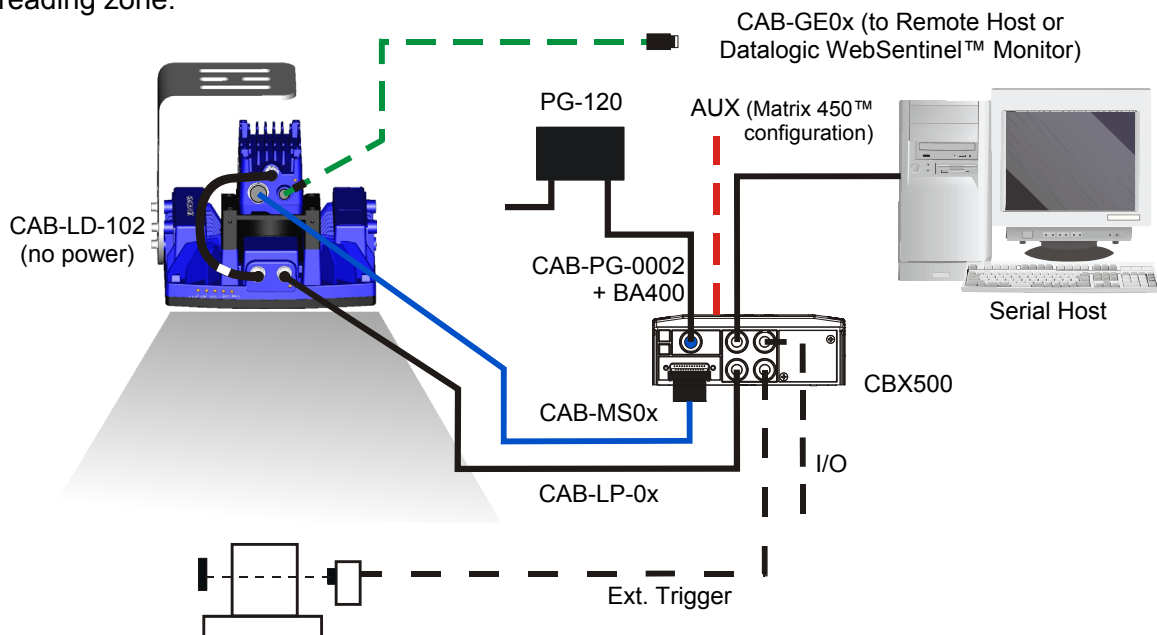 reading zone.
CAB-GE0x (to Remote Host or
Datalogic WebSentinel™ Monitor)
PG-120
AUX (Matrix 450™
configuration)
CAB-LD-102
(no power)
CAB-PG-0002
+ BA400
Serial Host
CBX500
CAB-MS0x
I/O
CAB-LP-0x
Ext. Trigger